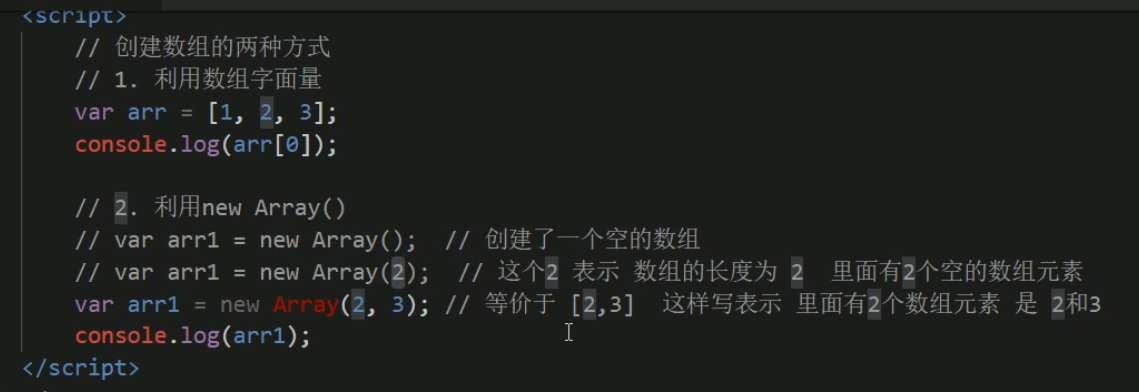 <script>
// 创建数组的两种方式
// 1. 利用数组字面量
var arr = [1, 2, 3];
console.log(arr[0]);
// 2. 利用new Array()
// var arr1 = new Array();  // 创建了一个空的数组
// var arr1 = new Array(2);  // 这个2 表示 数组的长度为 2  里面有2个空的数组元素
var arr1 = new Array(2, 3); // 等价于 [2,3]  这样写表示 里面有2个数组元素 是 2和3
console.log(arr1);
</script>